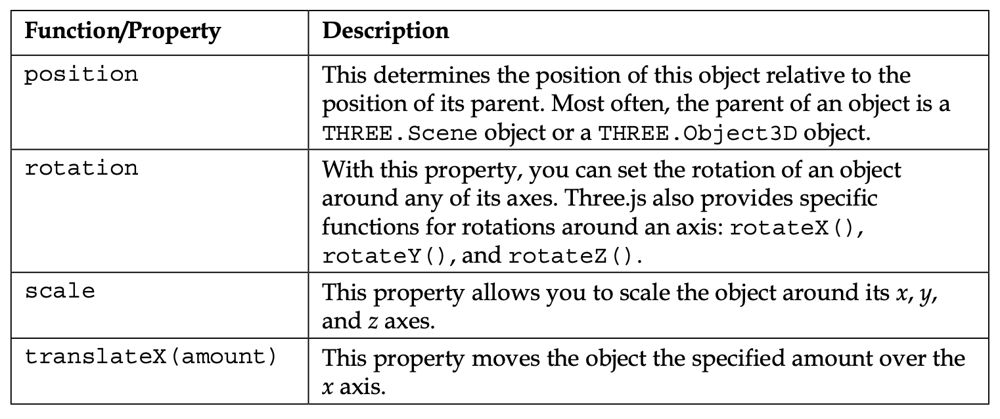 Function/Property Description
position This determines the position of this object relative to the
position of its parent. Most often, the parent of an object is a
THREE.Scene object or a THREE.Object3D object.
rotation With this property, you can set the rotation of an object
around any of its axes. Three.js also provides specific
functions for rotations around an axis: rotateX(),
rotateY(), and rotateZ().
scale This property allows you to scale the object around its x, y,
and z axes.
translateX(amount) This property moves the object the specified amount over the
x axis.